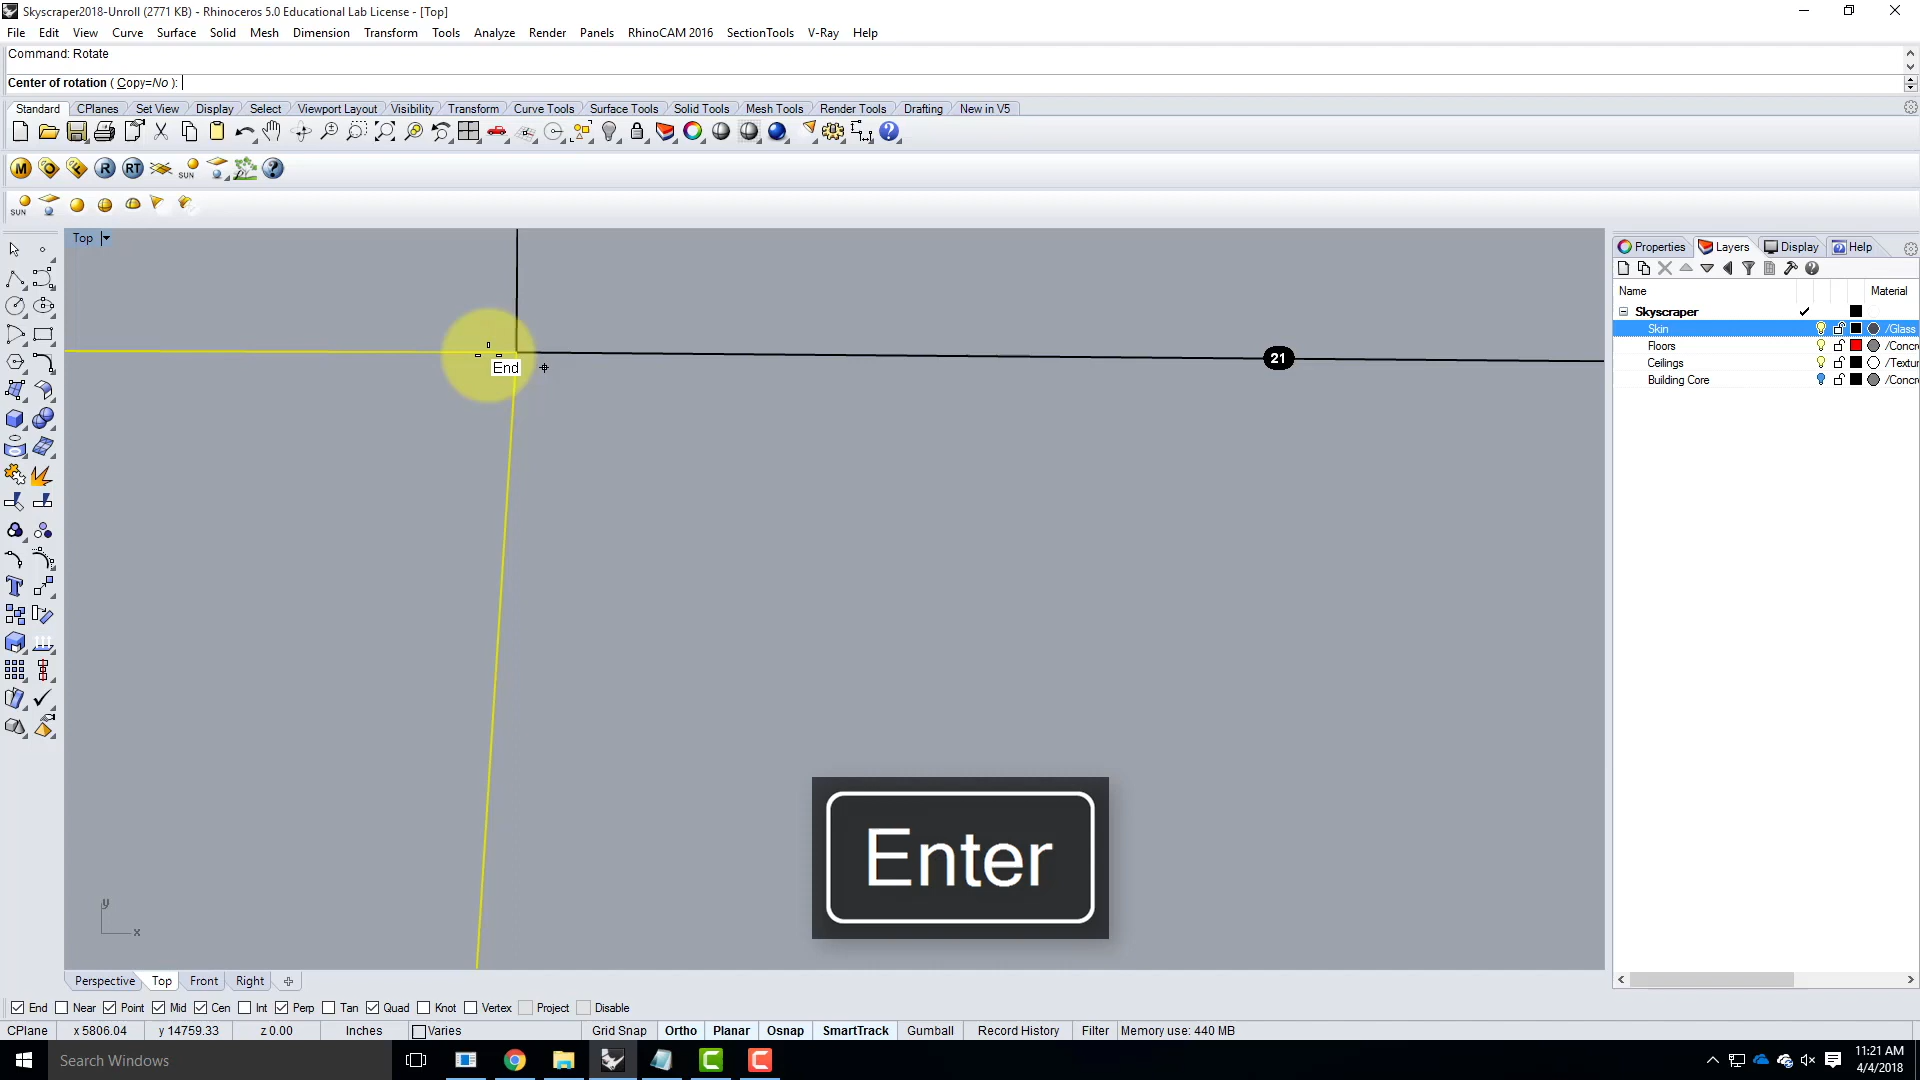 Skyscraper2018-Unroll (2771 KB) - Rhinoceros 5.0 Educational Lab License - [Top]
File Edit View Curve Surface Solid Mesh Dimension Transform Tools Analyze Render Panels RhinoCAM 2016 SectionTools V-Ray Help
Command: Rotate
Center of rotation ( Copy=No ):
Standard CPlanes Set View Display Select Viewport Layout Visibility Transform Curve Tools Surface Tools Solid Tools Mesh Tools Render Tools Drafting New in V5
M O F R RT SUN
SUN
Top
Properties Layers Display Help
Name Material
Skyscraper
Skin /Glass
Floors /Concr
Ceilings /Textur
Building Core /Concr
21
End
Enter
y
x
Perspective Top Front Right
End Near Point Mid Cen Int Perp Tan Quad Knot Vertex Project Disable
CPlane x 5806.04 y 14759.33 z 0.00 Inches Varies Grid Snap Ortho Planar Osnap SmartTrack Gumball Record History Filter Memory use: 440 MB
Search Windows
11:21 AM
4/4/2018